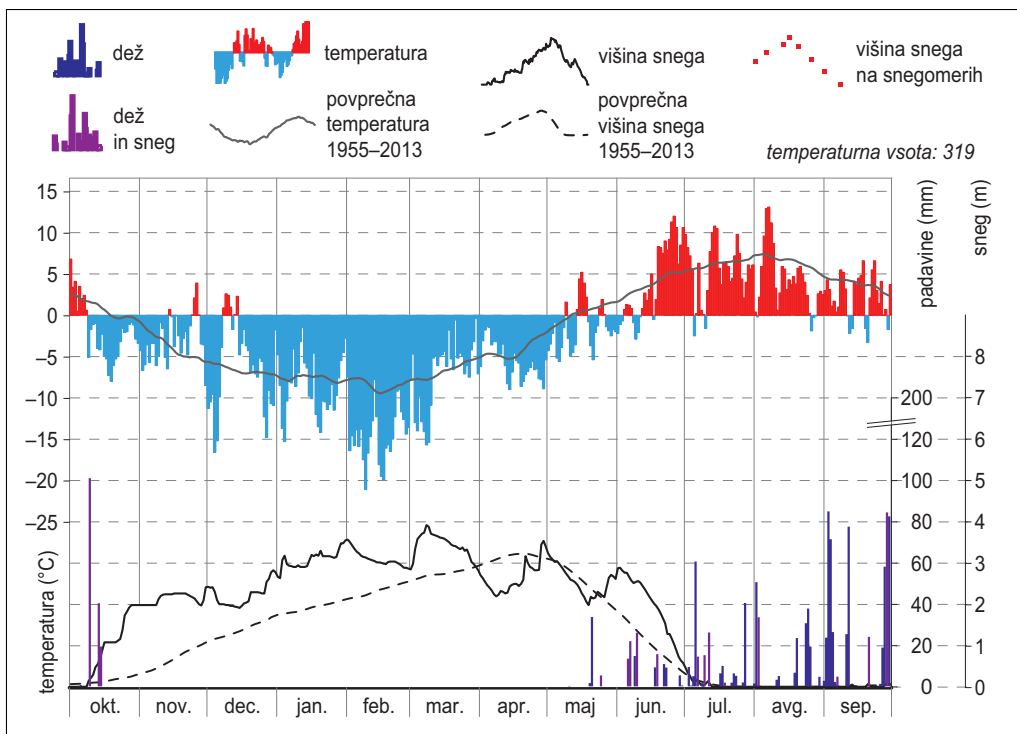 dež
temperatura
višina snega
višina snega
na snegomerih
dež
in sneg
povprečna
temperatura
1955–2013
povprečna
višina snega
1955–2013
temperaturna vsota: 319
15
10
5
0
−5
−10
−15
−20
−25
temperatura (°C)
padavine (mm)
200
120
100
80
60
40
20
0
sneg (m)
8
7
6
5
4
3
2
1
0
okt. nov. dec. jan. feb. mar. apr. maj jun. jul. avg. sep.